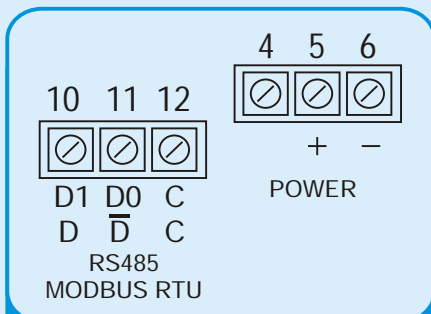 4 5 6
+ −
POWER
10 11 12
D1 D0 C
D D̅ C
RS485
MODBUS RTU